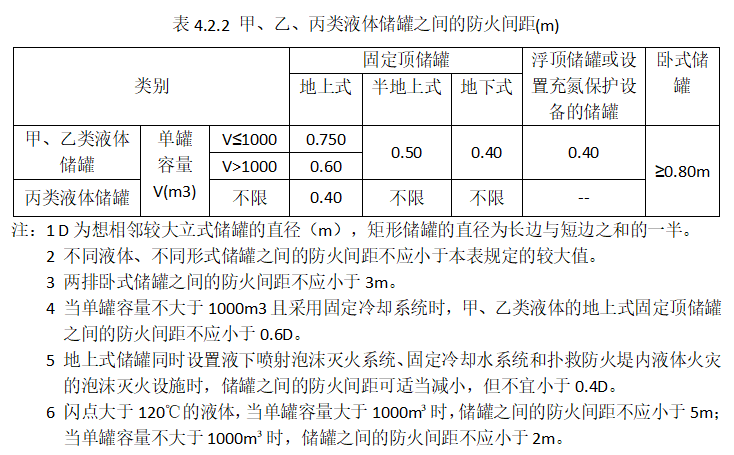 表 4.2.2 甲、乙、丙类液体储罐之间的防火间距(m)
类别
固定顶储罐
浮顶储罐或设
置充氮保护设
备的储罐
卧式储
罐
地上式
半地上式
地下式
甲、乙类液体
储罐
单罐
容量
V(m3)
V≤1000
0.750
0.50
0.40
0.40
≥0.80m
V>1000
0.60
丙类液体储罐
不限
0.40
不限
不限
--
注：1 D 为想相邻较大立式储罐的直径（m），矩形储罐的直径为长边与短边之和的一半。
2 不同液体、不同形式储罐之间的防火间距不应小于本表规定的较大值。
3 两排卧式储罐之间的防火间距不应小于 3m。
4 当单罐容量不大于 1000m3 且采用固定冷却系统时，甲、乙类液体的地上式固定顶储罐
之间的防火间距不应小于 0.6D。
5 地上式储罐同时设置液下喷射泡沫灭火系统、固定冷却水系统和扑救防火堤内液体火灾
的泡沫灭火设施时，储罐之间的防火间距可适当减小，但不宜小于 0.4D。
6 闪点大于 120℃的液体，当单罐容量大于 1000m³ 时，储罐之间的防火间距不应小于 5m；
当单罐容量不大于 1000m³ 时，储罐之间的防火间距不应小于 2m。